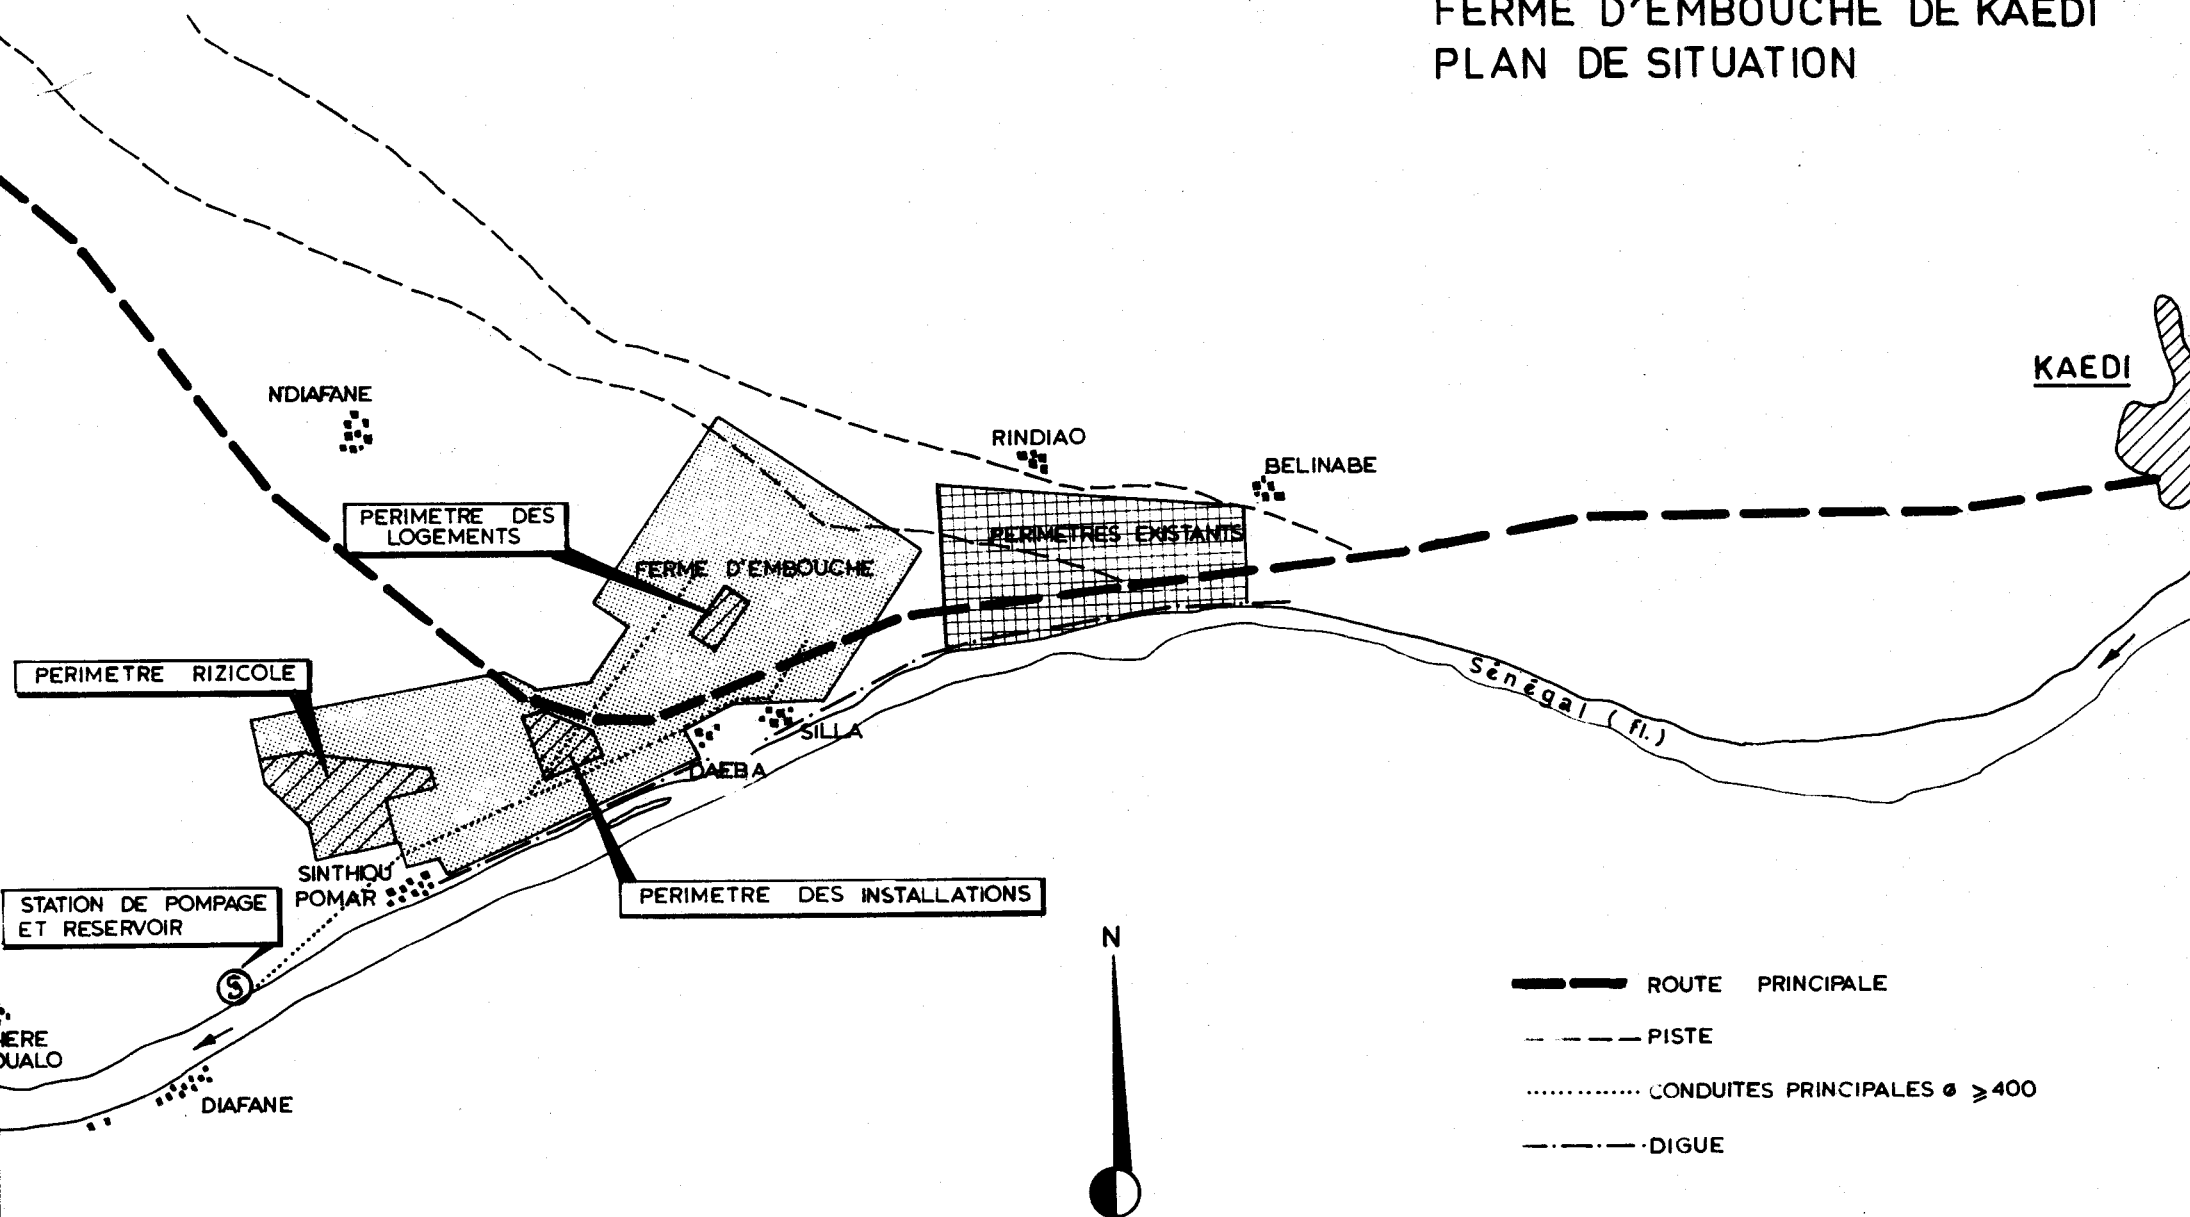 FERME D'EMBOUCHE DE KAEDI
PLAN DE SITUATION
KAEDI
N'DIAFANE
RINDIAO
BELINABE
PERIMETRE DES
LOGEMENTS
PERIMETRES EXISTANTS
FERME D'EMBOUCHE
PERIMETRE RIZICOLE
Sénégal (fl.)
SILLA
DAEBA
SINTHIOU
POMAR
PERIMETRE DES INSTALLATIONS
STATION DE POMPAGE
ET RESERVOIR
S
N
DIAFANE
ROUTE PRINCIPALE
PISTE
CONDUITES PRINCIPALES ø ⩾400
DIGUE